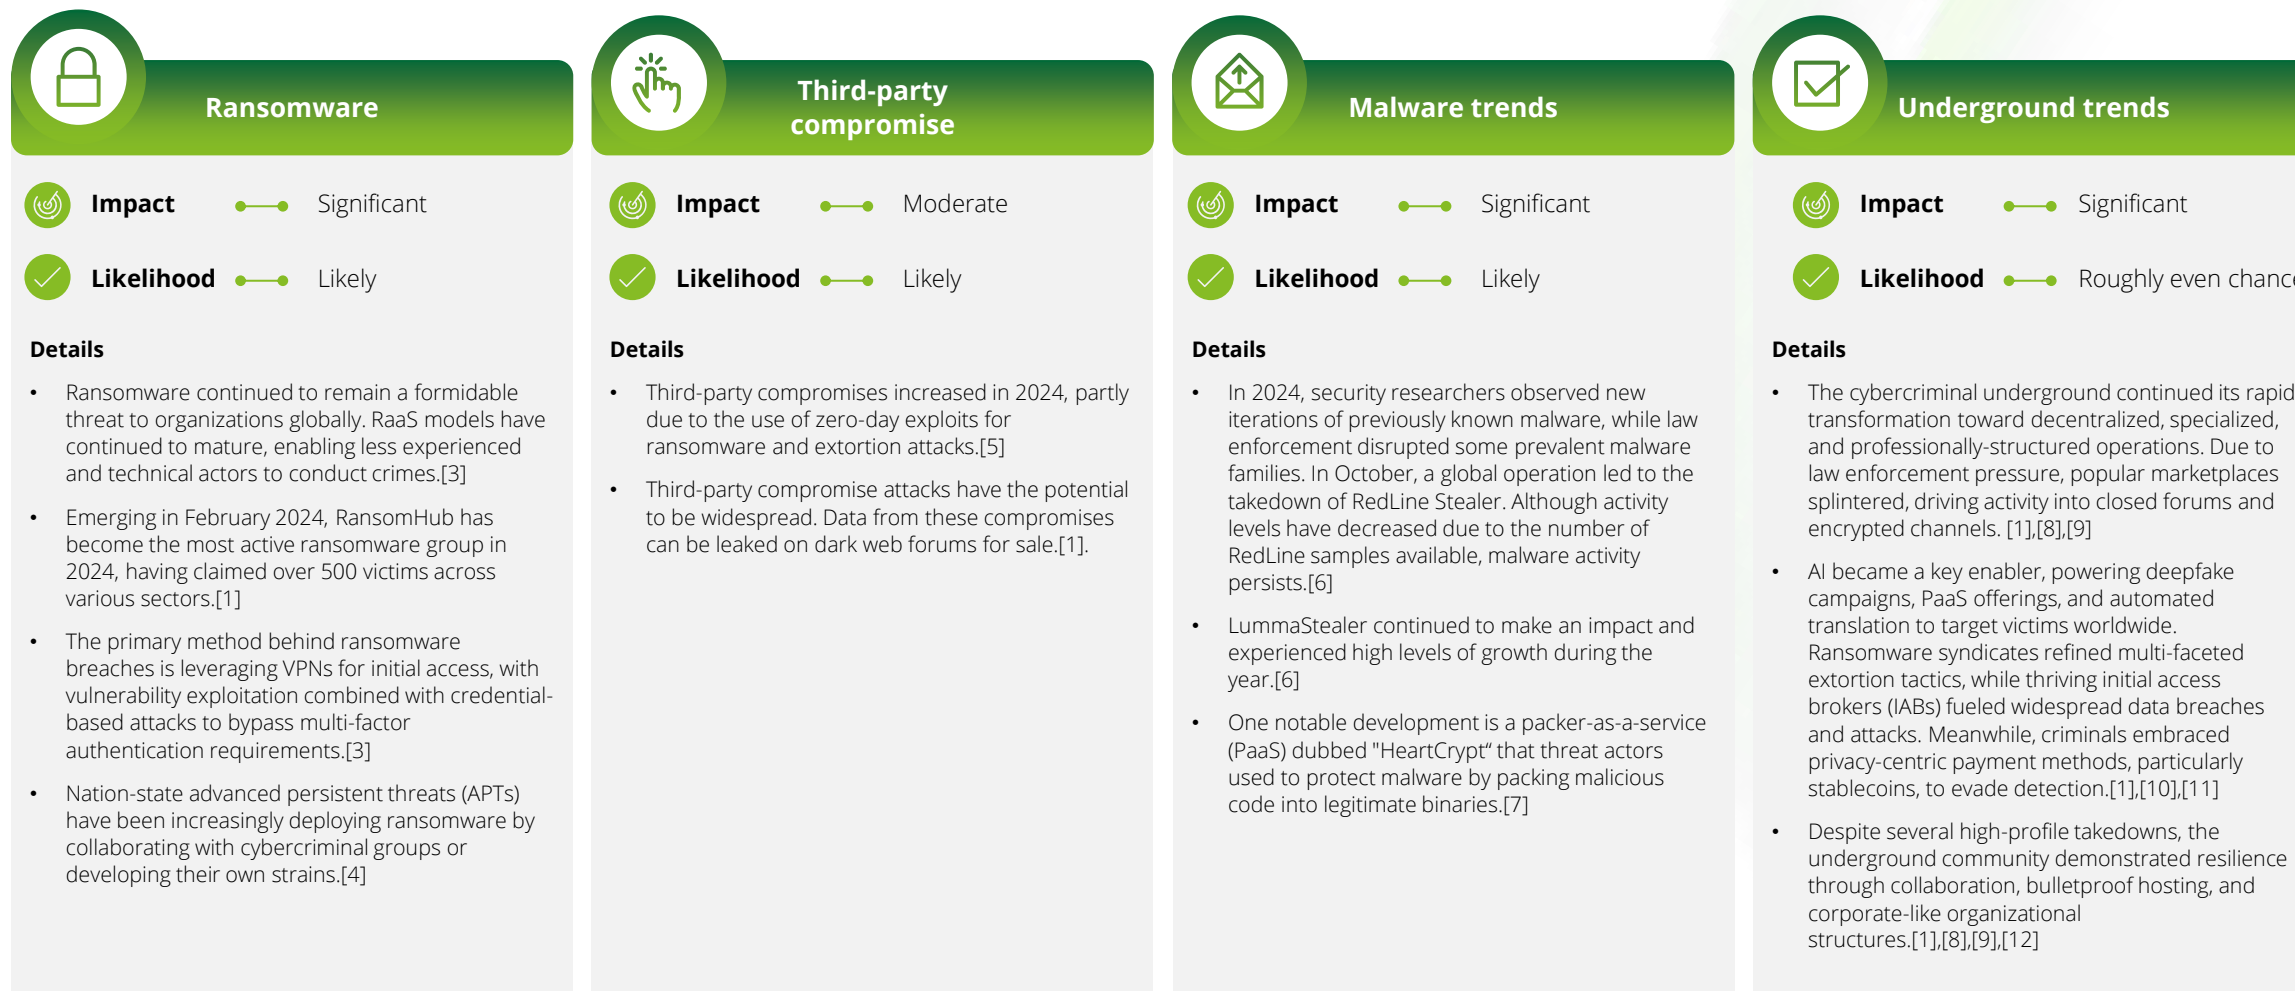 Ransomware
Impact
Significant
Likelihood
Likely
Details
• Ransomware continued to remain a formidable
threat to organizations globally. RaaS models have
continued to mature, enabling less experienced
and technical actors to conduct crimes.[3]
• Emerging in February 2024, RansomHub has
become the most active ransomware group in
2024, having claimed over 500 victims across
various sectors.[1]
• The primary method behind ransomware
breaches is leveraging VPNs for initial access, with
vulnerability exploitation combined with credential-
based attacks to bypass multi-factor
authentication requirements.[3]
• Nation-state advanced persistent threats (APTs)
have been increasingly deploying ransomware by
collaborating with cybercriminal groups or
developing their own strains.[4]
Third-party
compromise
Impact
Moderate
Likelihood
Likely
Details
• Third-party compromises increased in 2024, partly
due to the use of zero-day exploits for
ransomware and extortion attacks.[5]
• Third-party compromise attacks have the potential
to be widespread. Data from these compromises
can be leaked on dark web forums for sale.[1].
Malware trends
Impact
Significant
Likelihood
Likely
Details
• In 2024, security researchers observed new
iterations of previously known malware, while law
enforcement disrupted some prevalent malware
families. In October, a global operation led to the
takedown of RedLine Stealer. Although activity
levels have decreased due to the number of
RedLine samples available, malware activity
persists.[6]
• LummaStealer continued to make an impact and
experienced high levels of growth during the
year.[6]
• One notable development is a packer-as-a-service
(PaaS) dubbed "HeartCrypt“ that threat actors
used to protect malware by packing malicious
code into legitimate binaries.[7]
Underground trends
Impact
Significant
Likelihood
Roughly even chance
Details
• The cybercriminal underground continued its rapid
transformation toward decentralized, specialized,
and professionally-structured operations. Due to
law enforcement pressure, popular marketplaces
splintered, driving activity into closed forums and
encrypted channels. [1],[8],[9]
• AI became a key enabler, powering deepfake
campaigns, PaaS offerings, and automated
translation to target victims worldwide.
Ransomware syndicates refined multi-faceted
extortion tactics, while thriving initial access
brokers (IABs) fueled widespread data breaches
and attacks. Meanwhile, criminals embraced
privacy-centric payment methods, particularly
stablecoins, to evade detection.[1],[10],[11]
• Despite several high-profile takedowns, the
underground community demonstrated resilience
through collaboration, bulletproof hosting, and
corporate-like organizational
structures.[1],[8],[9],[12]